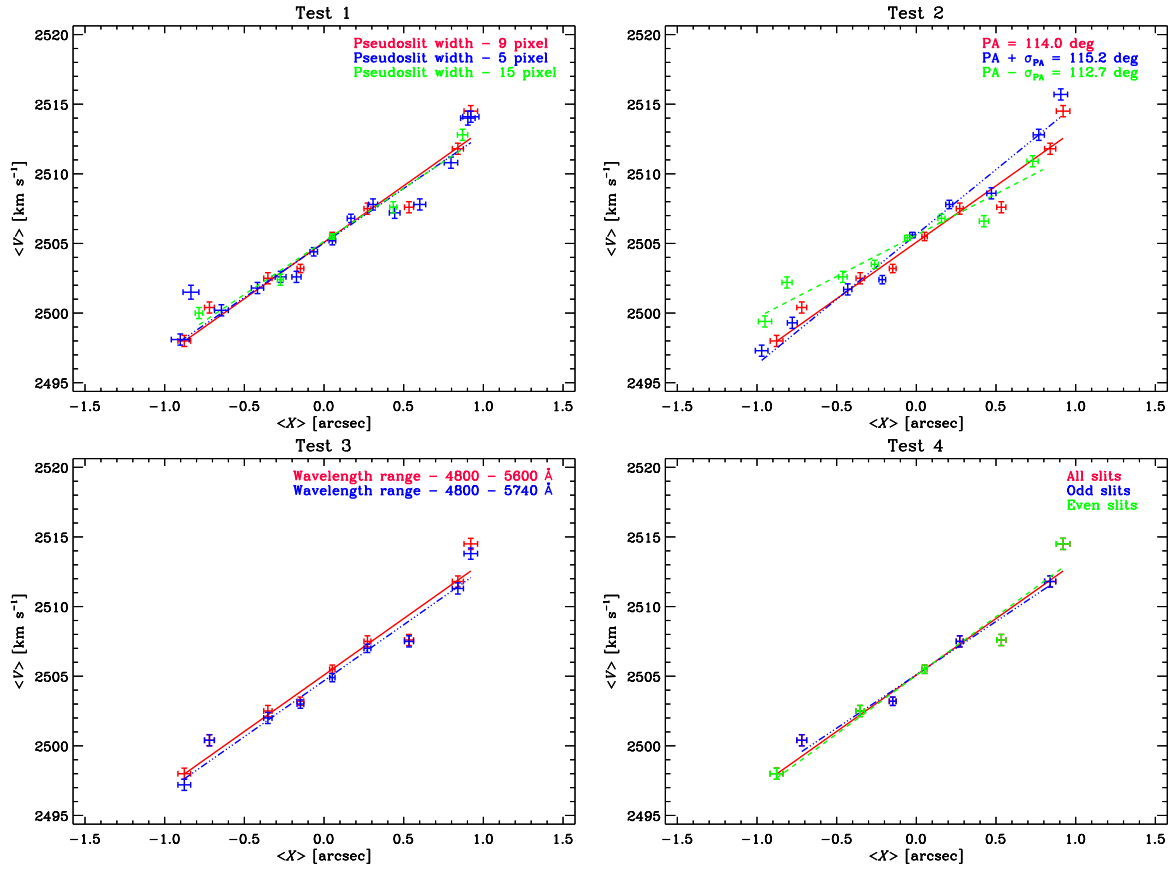 Test 1
2520
2515
2510
2505
2500
2495
<V> [km s⁻¹]
Pseudoslit width − 9 pixel
Pseudoslit width − 5 pixel
Pseudoslit width − 15 pixel
−1.5 −1.0 −0.5 0.0 0.5 1.0 1.5
<X> [arcsec]
Test 2
2520
2515
2510
2505
2500
2495
<V> [km s⁻¹]
PA = 114.0 deg
PA + σPA = 115.2 deg
PA − σPA = 112.7 deg
−1.5 −1.0 −0.5 0.0 0.5 1.0 1.5
<X> [arcsec]
Test 3
2520
2515
2510
2505
2500
2495
<V> [km s⁻¹]
Wavelength range − 4800 − 5600 Å
Wavelength range − 4800 − 5740 Å
−1.5 −1.0 −0.5 0.0 0.5 1.0 1.5
<X> [arcsec]
Test 4
2520
2515
2510
2505
2500
2495
<V> [km s⁻¹]
All slits
Odd slits
Even slits
−1.5 −1.0 −0.5 0.0 0.5 1.0 1.5
<X> [arcsec]